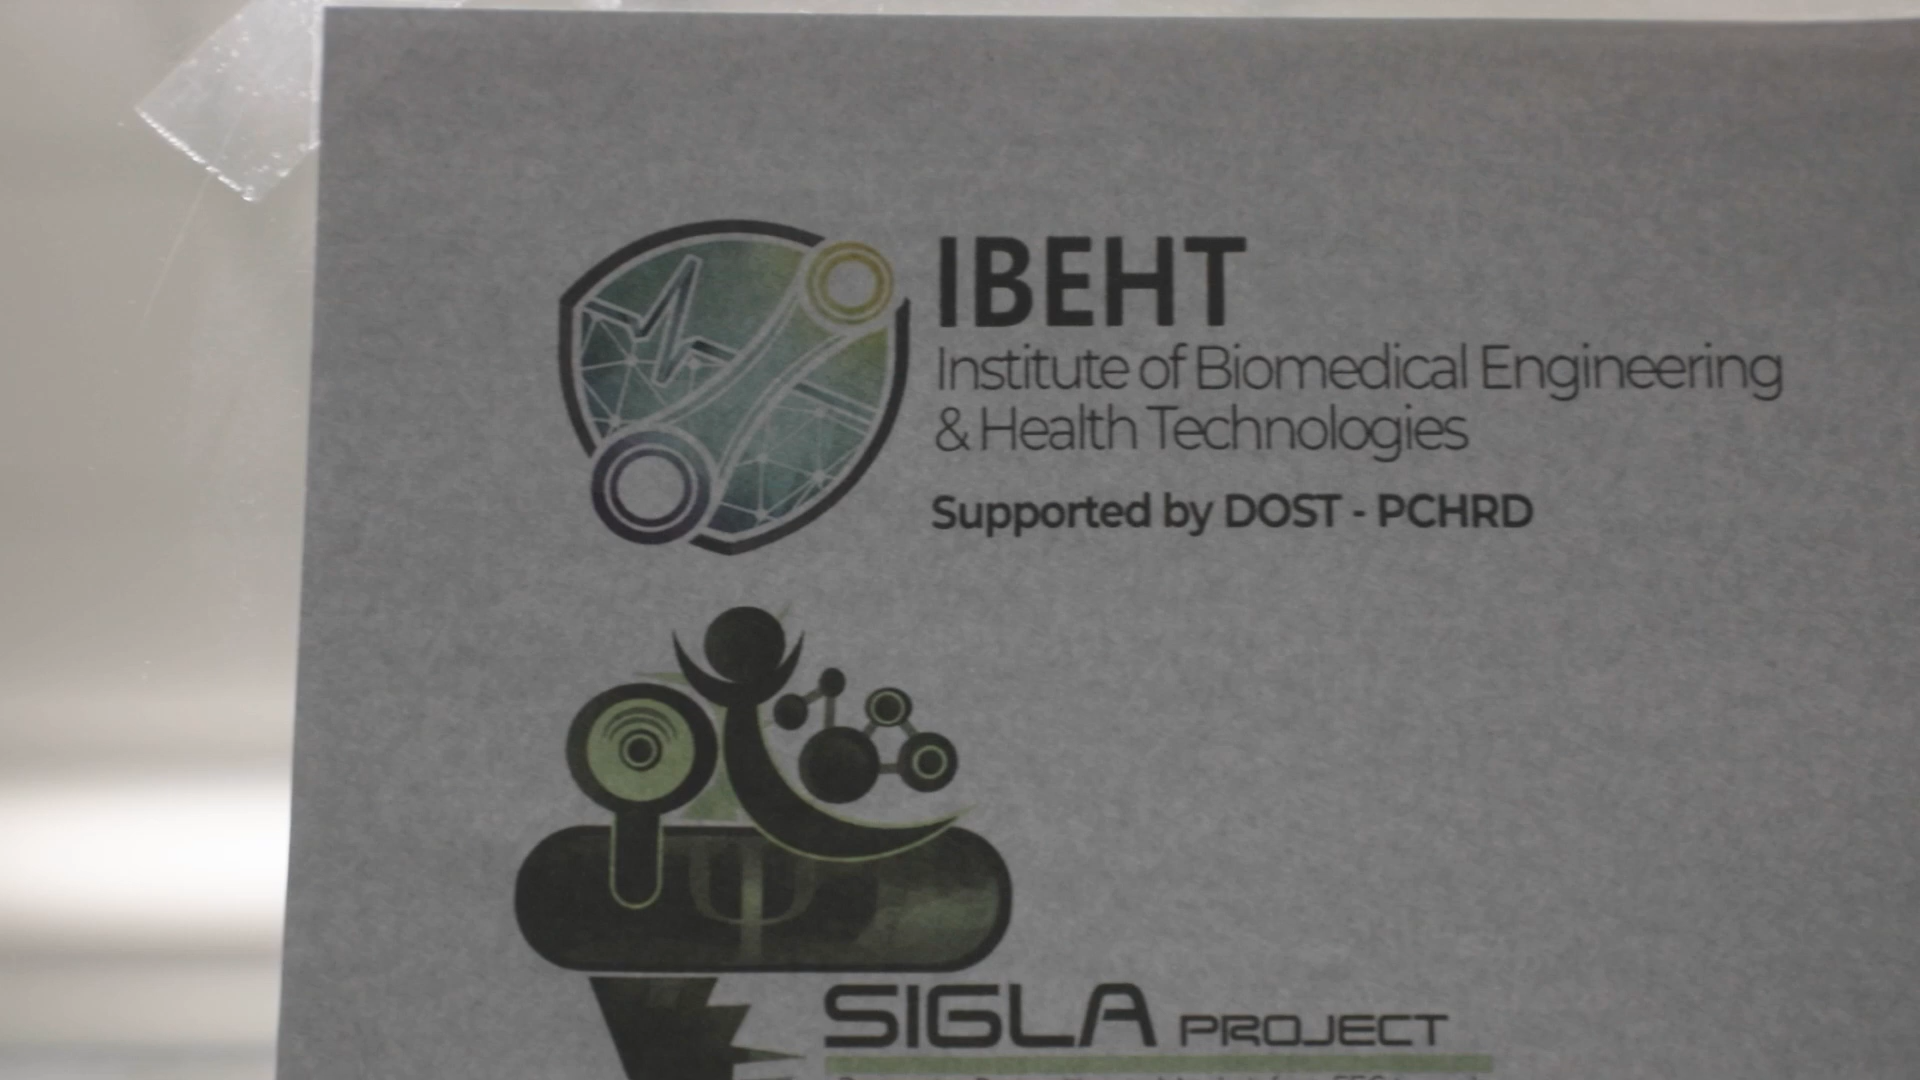 IBEHT
Institute of Biomedical Engineering
& Health Technologies
Supported by DOST - PCHRD
SIGLA PROJECT